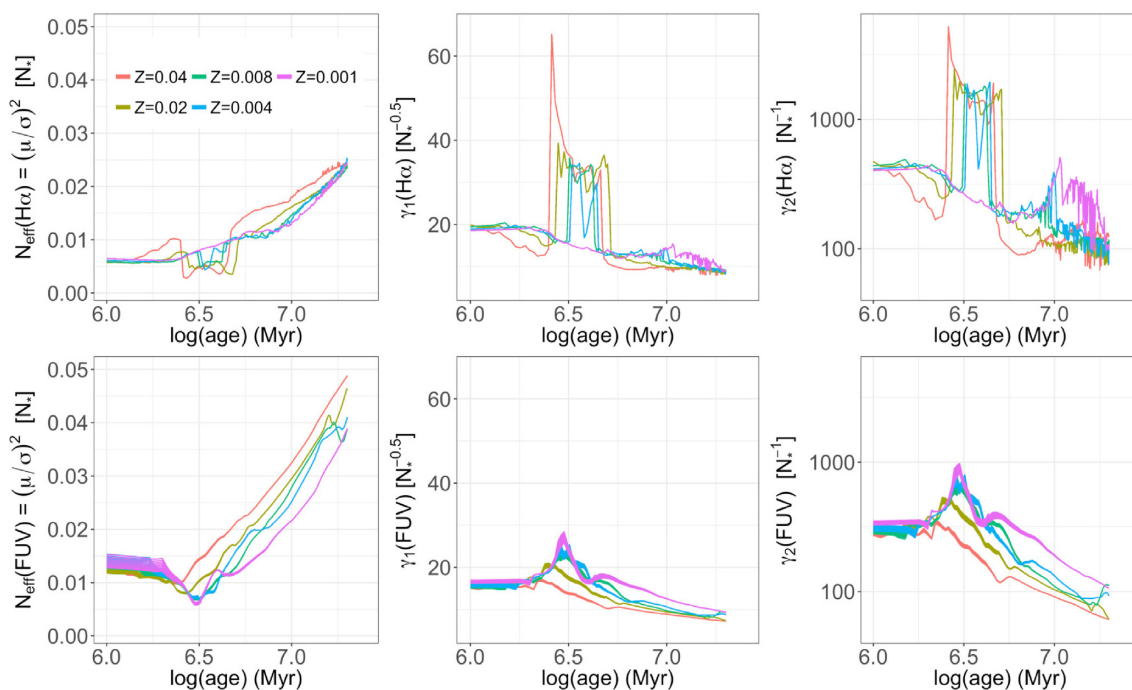 N_eff(Hα) = (μ/σ)² [N*]
0.05
0.04
0.03
0.02
0.01
0.00
Z=0.04 Z=0.008 Z=0.001
Z=0.02 Z=0.004
6.0 6.5 7.0
log(age) (Myr)
γ₁(Hα) [N*^-0.5]
60
40
20
6.0 6.5 7.0
log(age) (Myr)
γ₂(Hα) [N*^-1]
1000
100
6.0 6.5 7.0
log(age) (Myr)
N_eff(FUV) = (μ/σ)² [N*]
0.05
0.04
0.03
0.02
0.01
0.00
6.0 6.5 7.0
log(age) (Myr)
γ₁(FUV) [N*^-0.5]
60
40
20
6.0 6.5 7.0
log(age) (Myr)
γ₂(FUV) [N*^-1]
1000
100
6.0 6.5 7.0
log(age) (Myr)